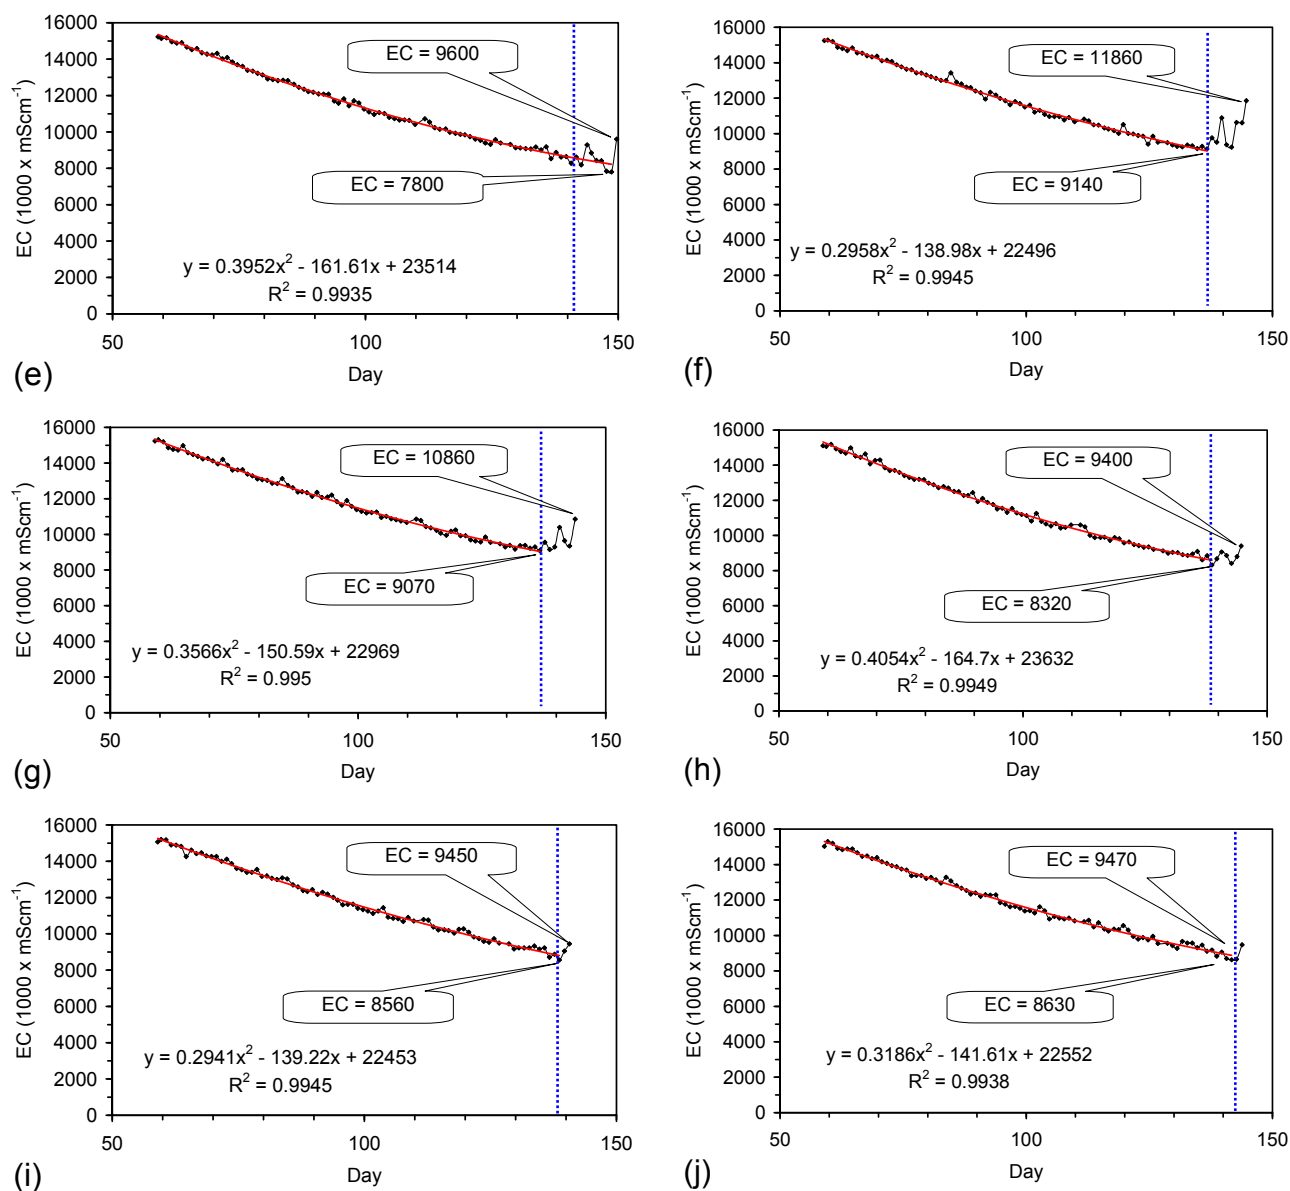 16000
14000
12000
10000
8000
6000
4000
2000
0
EC (1000 x mScm⁻¹)
EC = 9600
EC = 7800
y = 0.3952x² - 161.61x + 23514
R² = 0.9935
50
100
150
Day
(e)
16000
14000
12000
10000
8000
6000
4000
2000
0
EC (1000 x mScm⁻¹)
EC = 11860
EC = 9140
y = 0.2958x² - 138.98x + 22496
R² = 0.9945
50
100
150
Day
(f)
16000
14000
12000
10000
8000
6000
4000
2000
0
EC (1000 x mScm⁻¹)
EC = 10860
EC = 9070
y = 0.3566x² - 150.59x + 22969
R² = 0.995
50
100
150
Day
(g)
16000
14000
12000
10000
8000
6000
4000
2000
0
EC (1000 x mScm⁻¹)
EC = 9400
EC = 8320
y = 0.4054x² - 164.7x + 23632
R² = 0.9949
50
100
150
Day
(h)
16000
14000
12000
10000
8000
6000
4000
2000
0
EC (1000 x mScm⁻¹)
EC = 9450
EC = 8560
y = 0.2941x² - 139.22x + 22453
R² = 0.9945
50
100
150
Day
(i)
16000
14000
12000
10000
8000
6000
4000
2000
0
EC (1000 x mScm⁻¹)
EC = 9470
EC = 8630
y = 0.3186x² - 141.61x + 22552
R² = 0.9938
50
100
150
Day
(j)